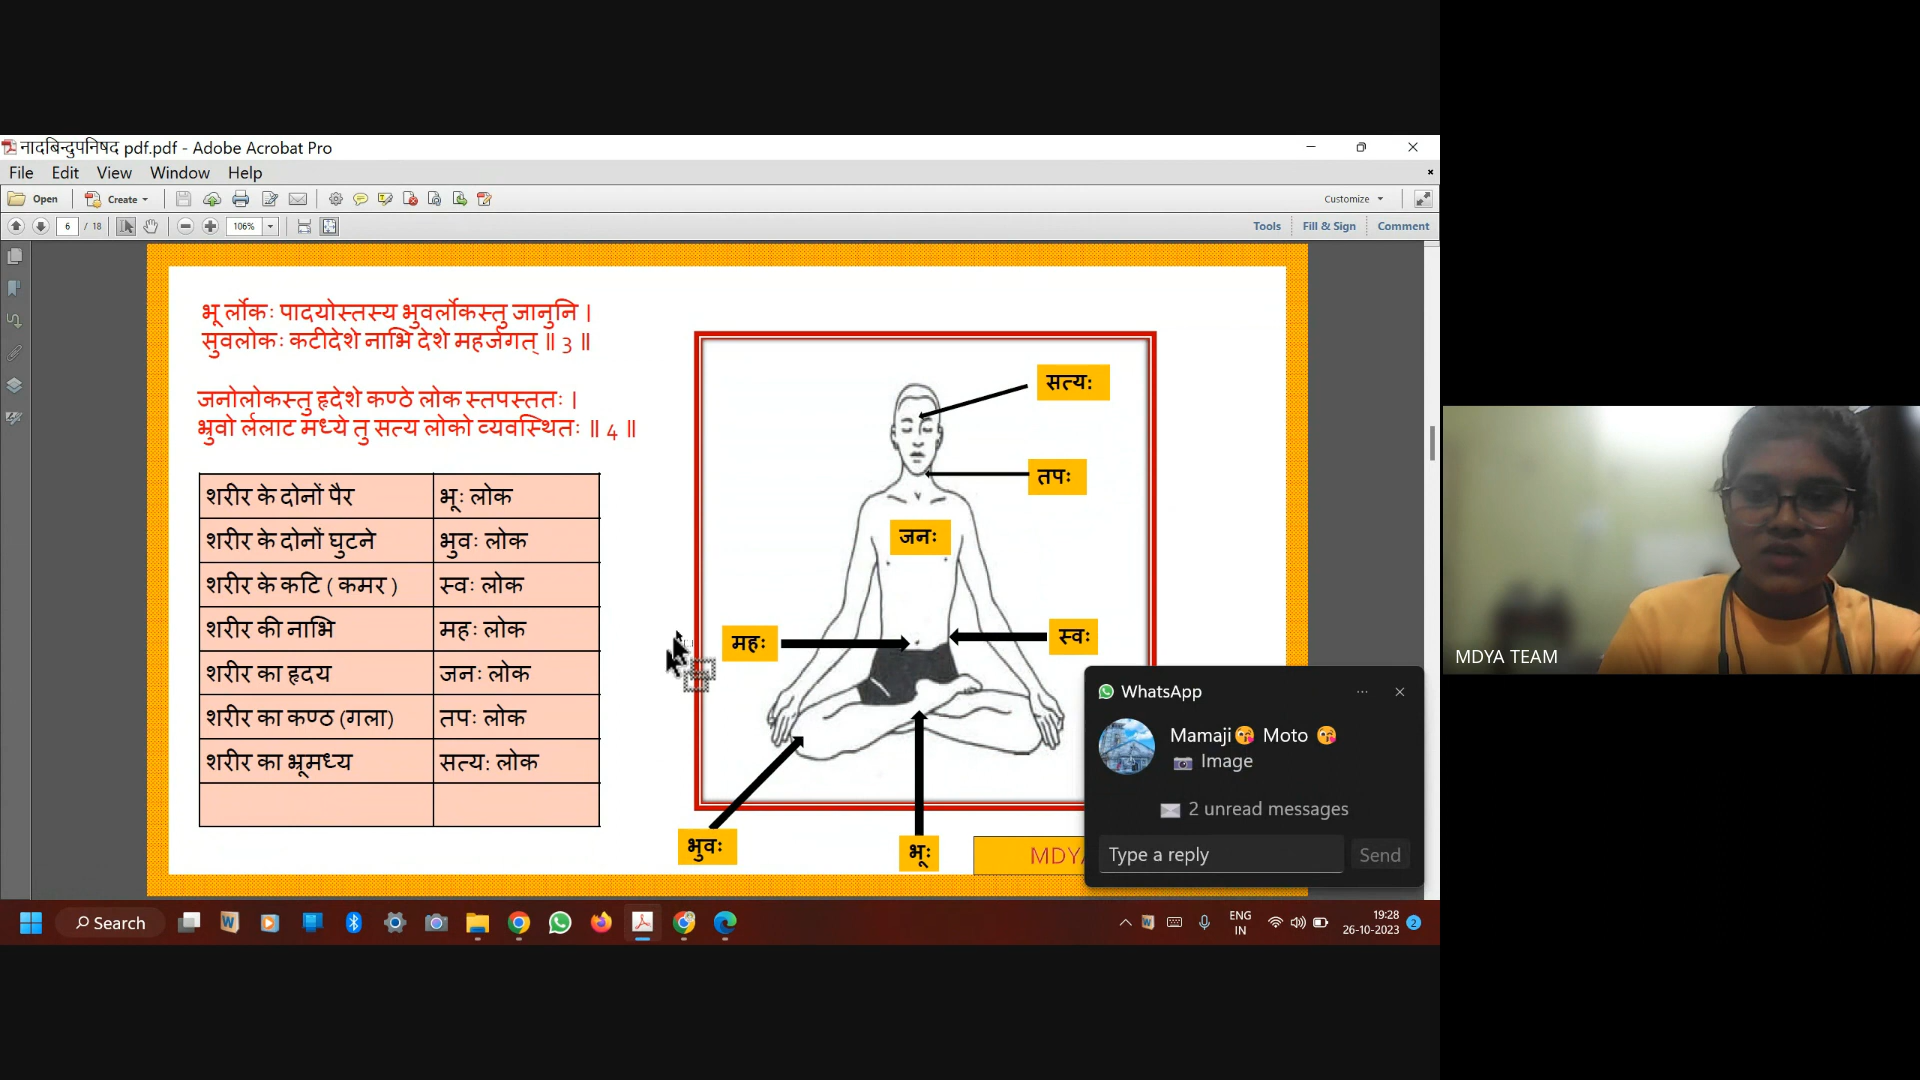 नादबिन्दुपनिषद pdf.pdf - Adobe Acrobat Pro
File Edit View Window Help
Open Create Customize
6 / 18 106% Tools Fill & Sign Comment
भू र्लोकः पादयोस्तस्य भुवर्लोकस्तु जानुनि ।
सुवलोकः कटीदेशे नाभि देशे महर्जगत् ॥ 3 ॥
जनोलोकस्तु हृदेशे कण्ठे लोक स्तपस्ततः ।
भ्रुवो र्ललाट मध्ये तु सत्य लोको व्यवस्थितः ॥ 4 ॥
शरीर के दोनों पैर भूः लोक
शरीर के दोनों घुटने भुवः लोक
शरीर के कटि ( कमर ) स्वः लोक
शरीर की नाभि महः लोक
शरीर का हृदय जनः लोक
शरीर का कण्ठ (गला) तपः लोक
शरीर का भ्रूमध्य सत्य: लोक
सत्यः
तपः
जनः
महः
स्वः
भुवः
भूः
WhatsApp
Mamaji😘 Moto 😘
Image
2 unread messages
Type a reply Send
MDYA TEAM
Search
ENG
IN
19:28
26-10-2023
2